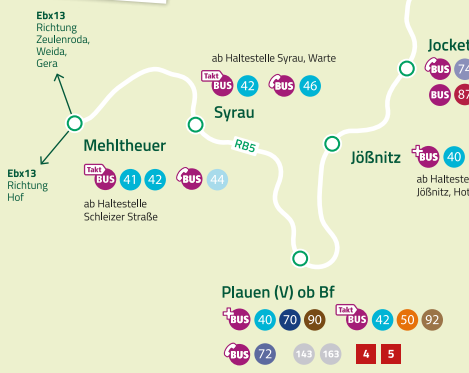 Ebx13
Richtung
Zeulenroda,
Weida,
Gera
ab Haltestelle Syrau, Warte
Takt BUS 42 BUS 46
Syrau
RB5
Jocket
BUS 74
BUS 87
Mehltheuer
Takt BUS 41 42 BUS 44
ab Haltestelle
Schleizer Straße
Ebx13
Richtung
Hof
Jößnitz
+BUS 40
ab Halteste
Jößnitz, Hot
Plauen (V) ob Bf
+BUS 40 70 90 Takt BUS 42 50 92
BUS 72 143 163 4 5